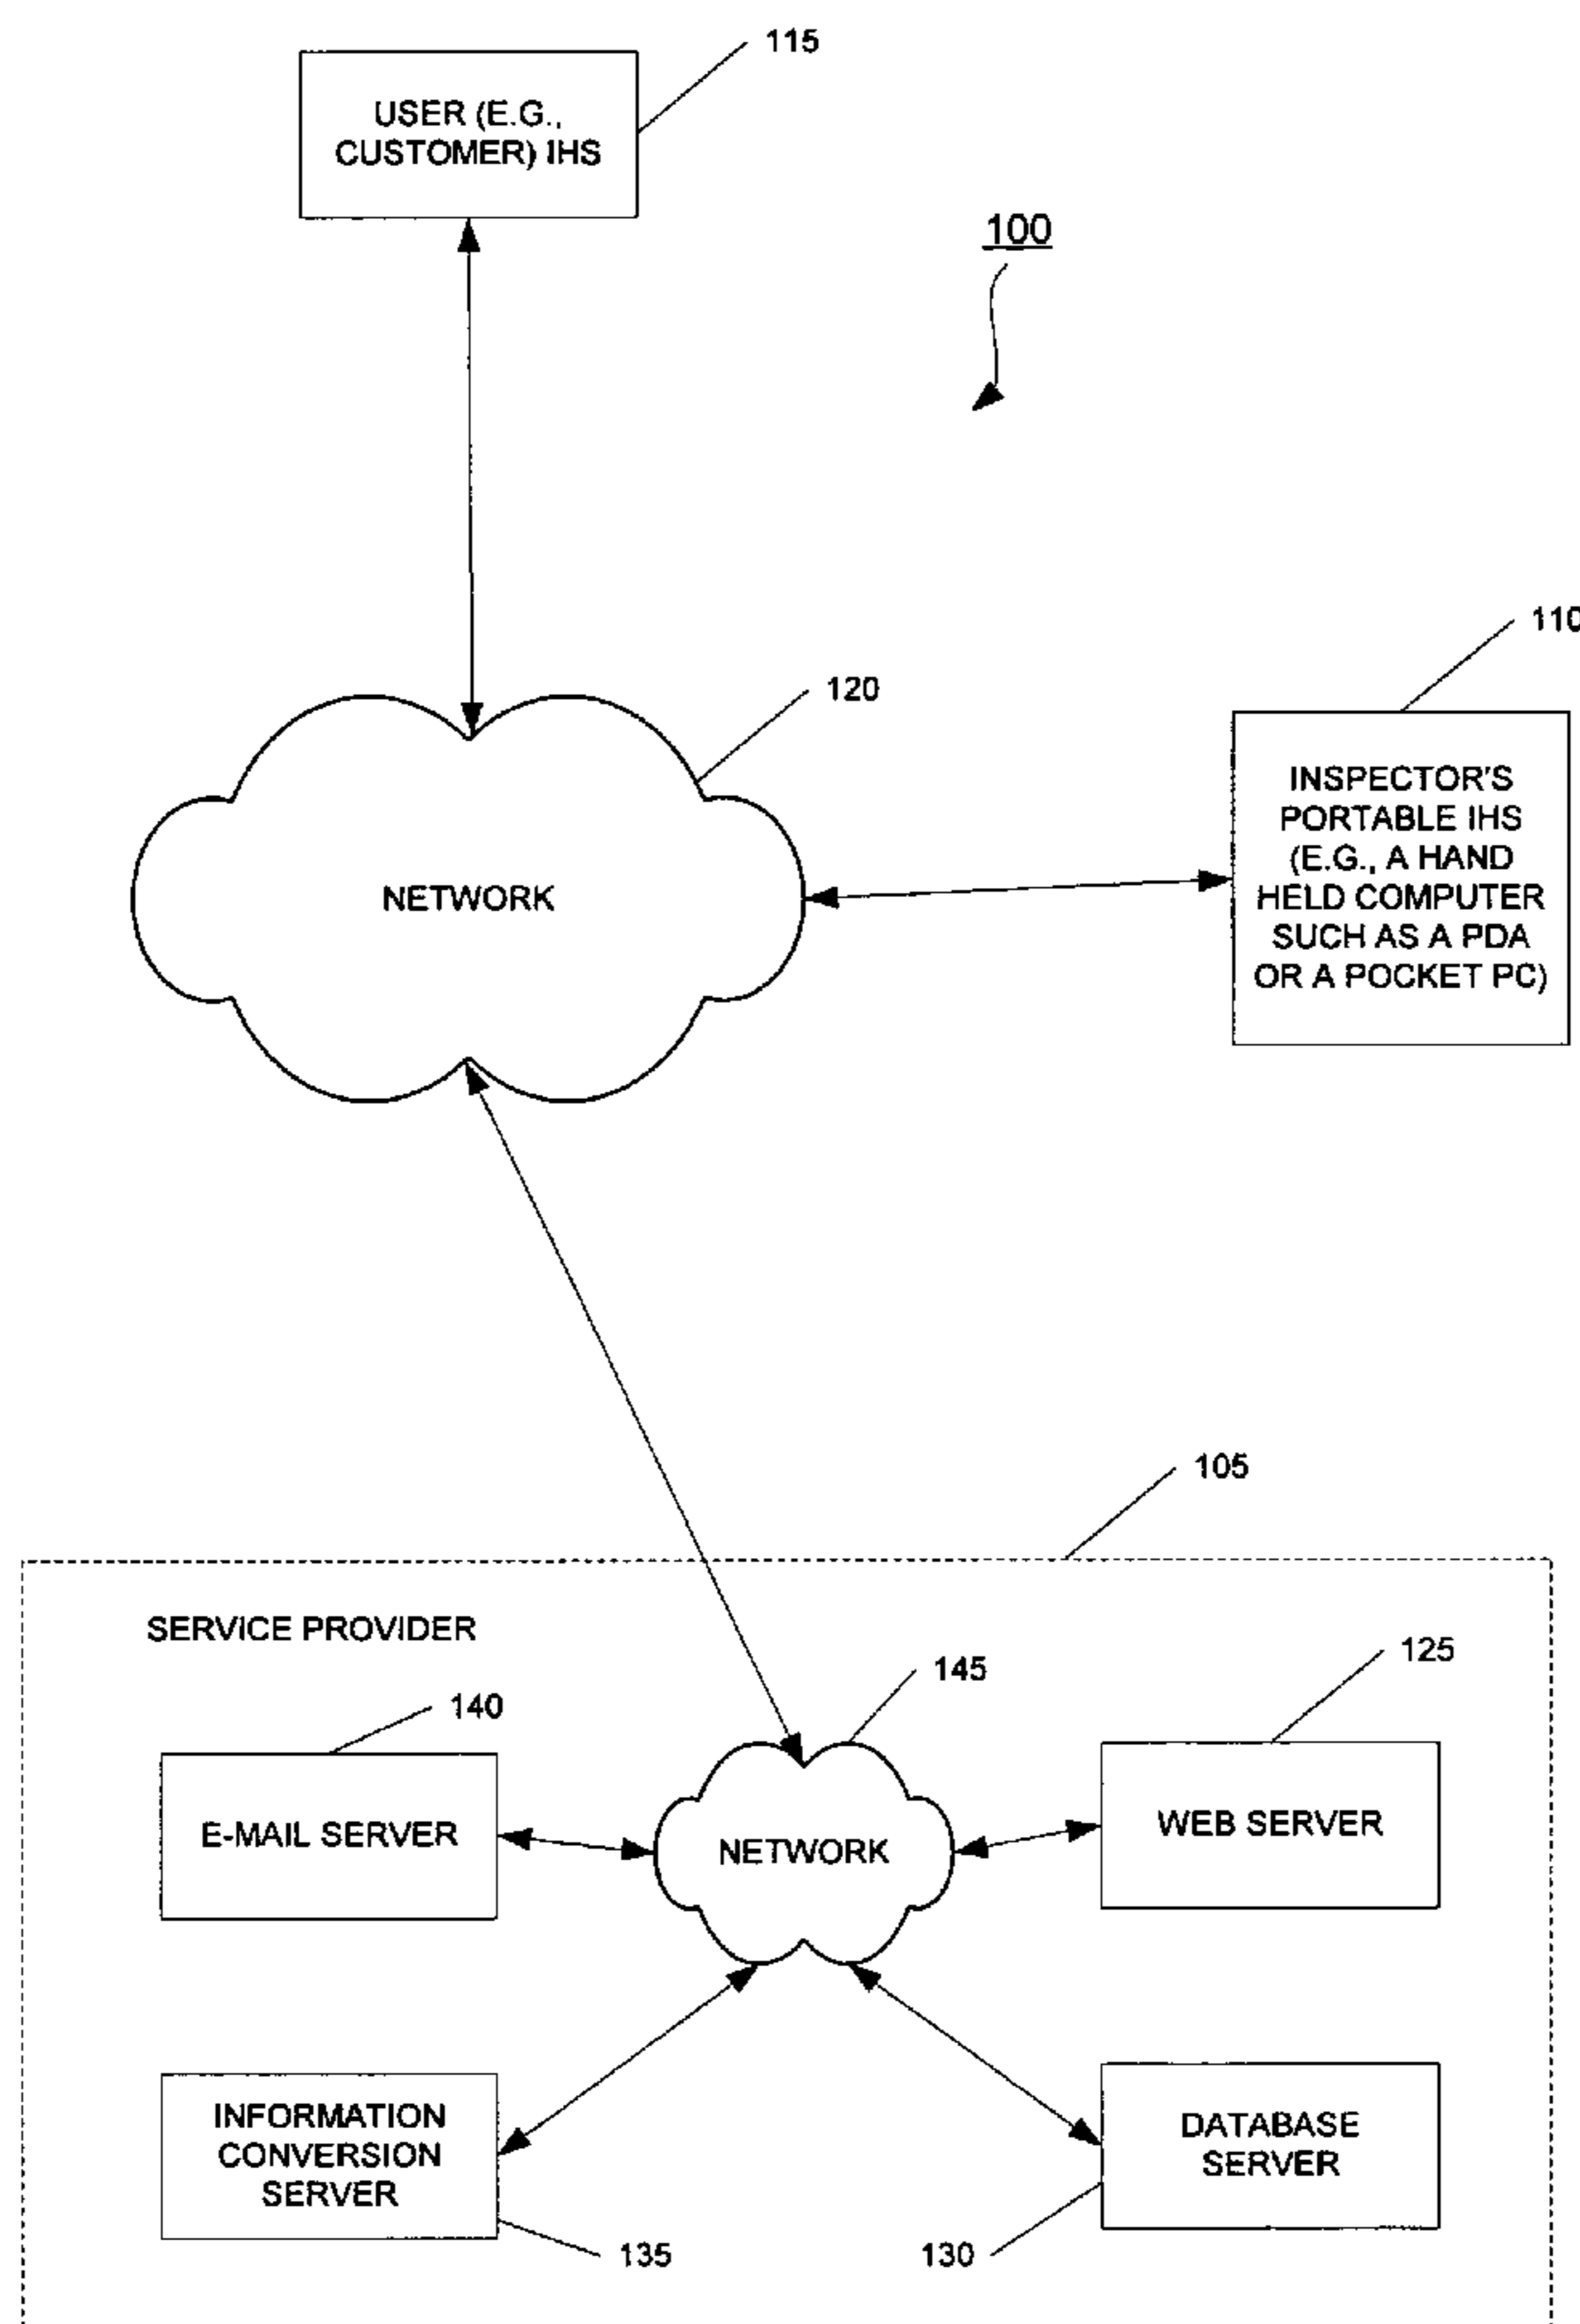 115
USER (E.G.,
CUSTOMER) IHS
100
110
120
INSPECTOR'S
PORTABLE IHS
(E.G., A HAND
HELD COMPUTER
SUCH AS A PDA
OR A POCKET PC)
NETWORK
105
SERVICE PROVIDER
145
125
140
E-MAIL SERVER
NETWORK
WEB SERVER
INFORMATION
CONVERSION
SERVER
DATABASE
SERVER
135
130